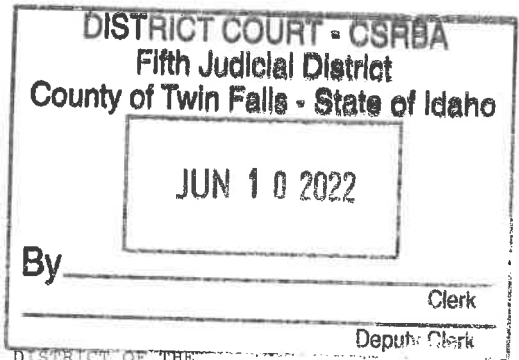 DISTRICT COURT - CSRBA
Fifth Judicial District
County of Twin Falls - State of Idaho
JUN 10 2022
By
Clerk
Deputy Clerk
DISTRICT OF THE